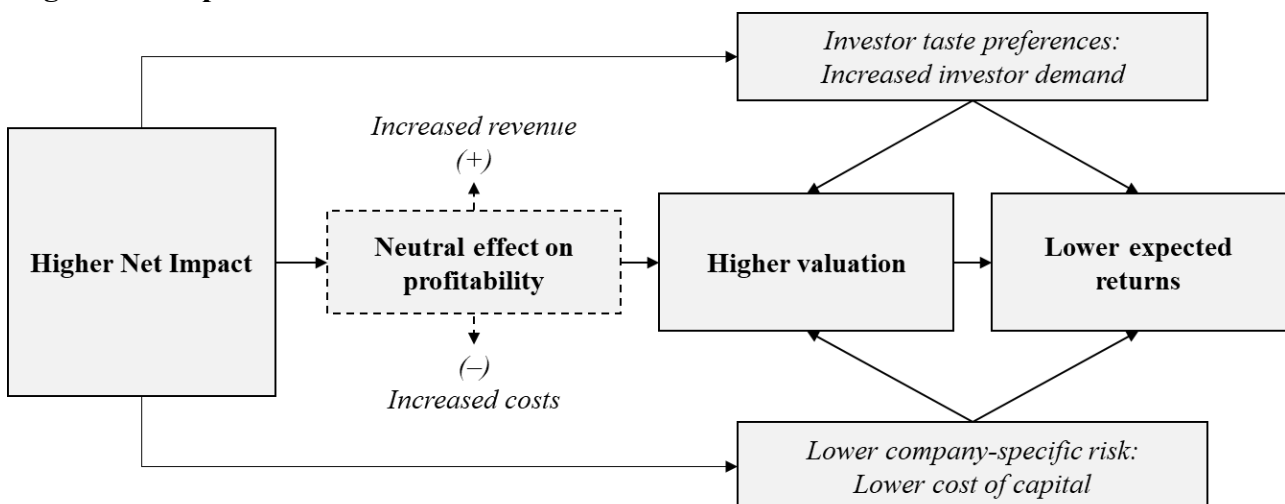 Investor taste preferences:
Increased investor demand
Increased revenue
(+)
Higher Net Impact
Neutral effect on
profitability
Higher valuation
Lower expected
returns
(–)
Increased costs
Lower company-specific risk:
Lower cost of capital